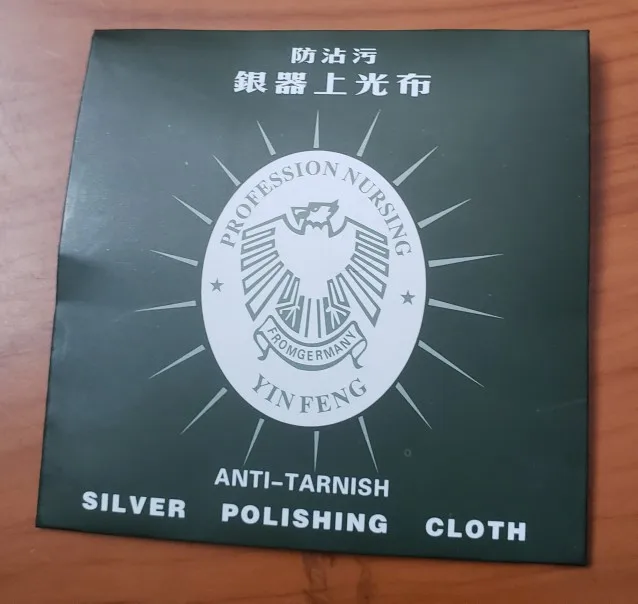 防沾污
銀器上光布
PROFESSION NURSING
FROMGERMANY
YIN FENG
ANTI-TARNISH
SILVER POLISHING CLOTH